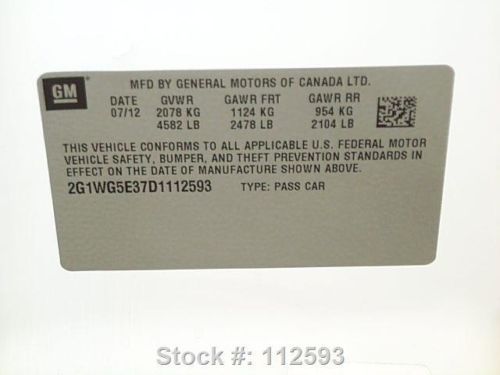 GM
MFD BY GENERAL MOTORS OF CANADA LTD.
DATE GVWR GAWR FRT GAWR RR
07/12 2078 KG 1124 KG 954 KG
4582 LB 2478 LB 2104 LB
THIS VEHICLE CONFORMS TO ALL APPLICABLE U.S. FEDERAL MOTOR
VEHICLE SAFETY, BUMPER, AND THEFT PREVENTION STANDARDS IN
EFFECT ON THE DATE OF MANUFACTURE SHOWN ABOVE.
2G1WG5E37D1112593 TYPE: PASS CAR
Stock #: 112593